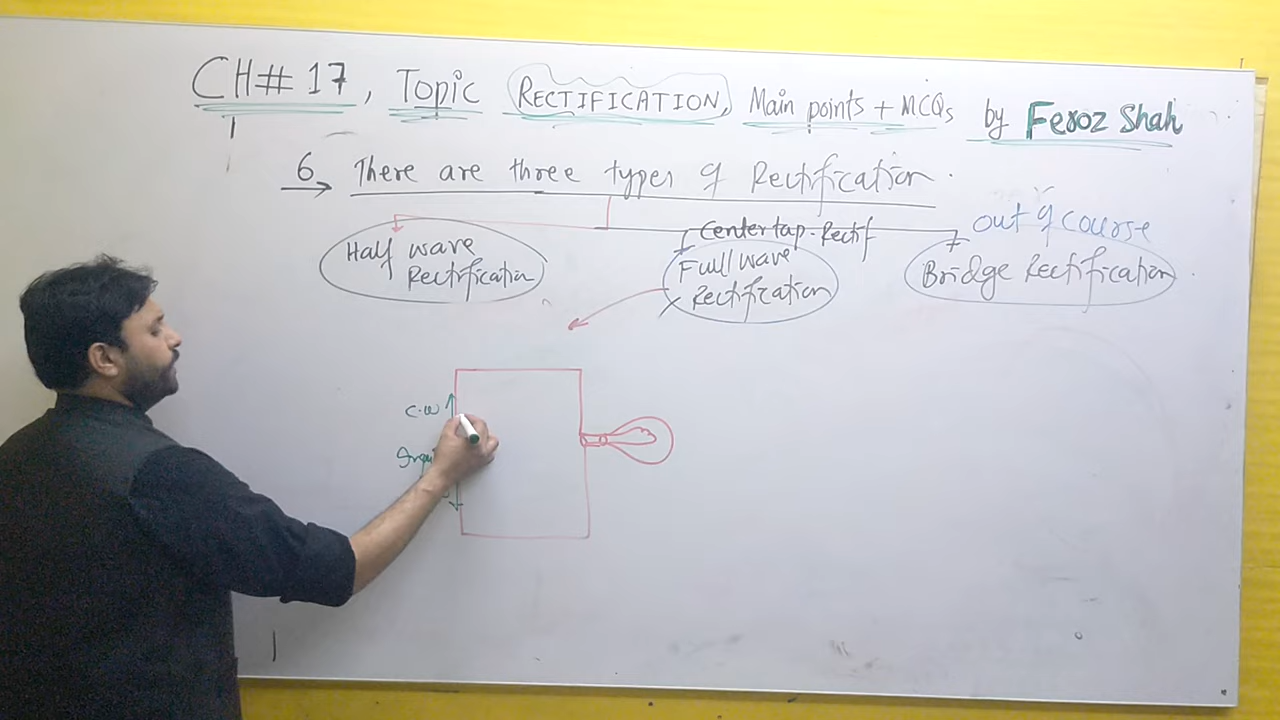 CH# 17, Topic RECTIFICATION, Main points + MCQs by Feroz Shah
6 There are three types of Rectification.
Half wave
Rectification
Center tap. Rectif
Full wave
Rectification
out of course
Bridge Rectification
C.W